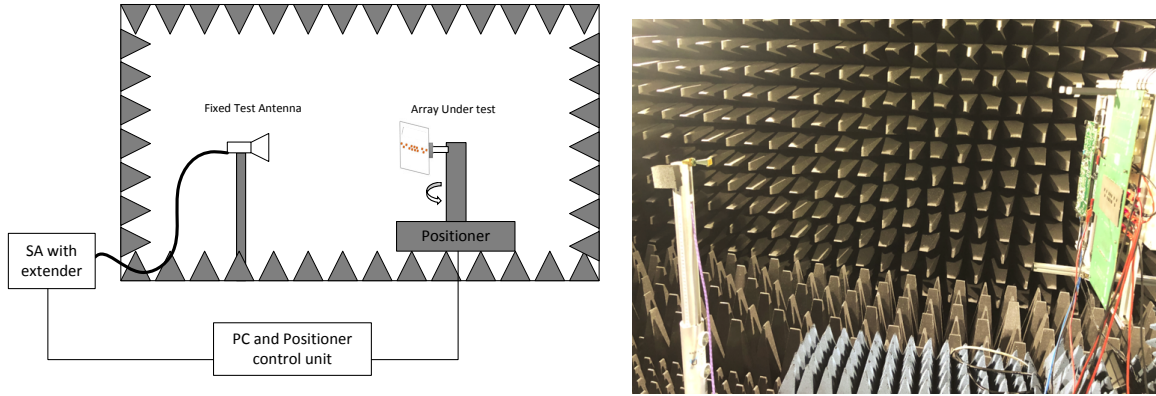 Fixed Test Antenna
Array Under test
Positioner
SA with
extender
PC and Positioner
control unit